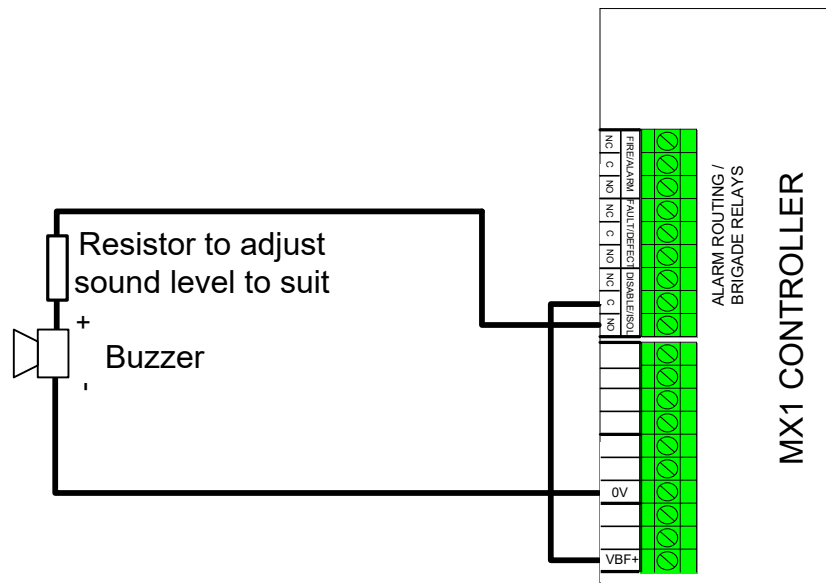 Resistor to adjust
sound level to suit
+
Buzzer
-
NC
C
NO
NC
C
NO
NC
C
NO
FIRE/ALARM
FAULT/DEFECT
DISABLE/ISOL
0V
VBF+
ALARM ROUTING /
BRIGADE RELAYS
MX1 CONTROLLER